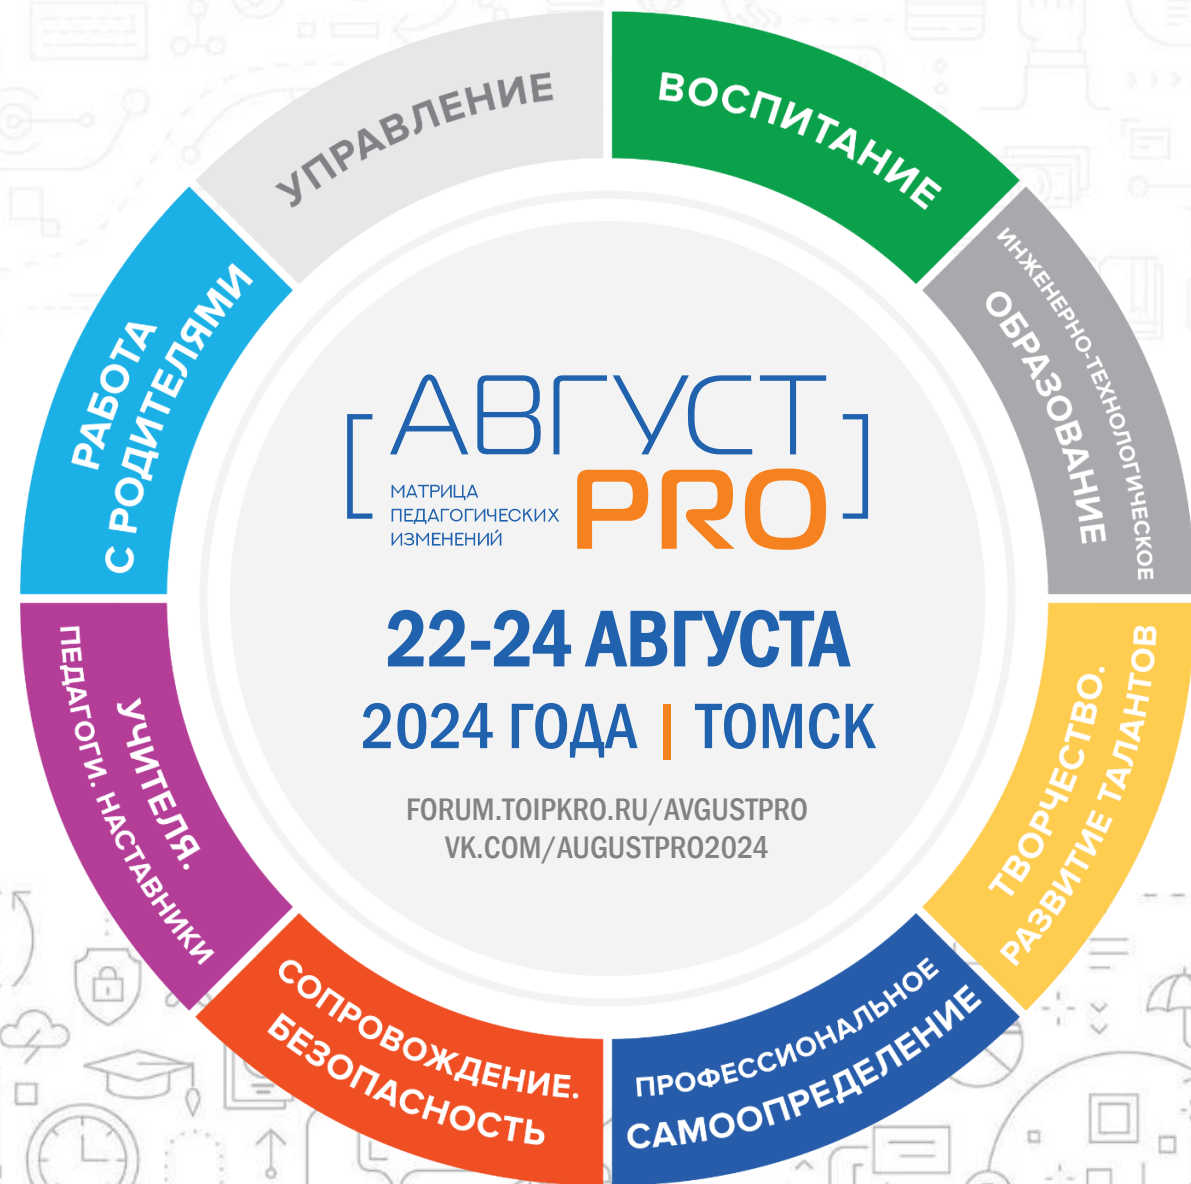 УПРАВЛЕНИЕ
ВОСПИТАНИЕ
ИНЖЕНЕРНО-ТЕХНОЛОГИЧЕСКОЕ
ОБРАЗОВАНИЕ
ТВОРЧЕСТВО.
РАЗВИТИЕ ТАЛАНТОВ
ПРОФЕССИОНАЛЬНОЕ
САМООПРЕДЕЛЕНИЕ
СОПРОВОЖДЕНИЕ.
БЕЗОПАСНОСТЬ
УЧИТЕЛЯ.
ПЕДАГОГИ. НАСТАВНИКИ
РАБОТА
С РОДИТЕЛЯМИ
[АВГУСТ
PRO]
МАТРИЦА
ПЕДАГОГИЧЕСКИХ
ИЗМЕНЕНИЙ
22-24 АВГУСТА
2024 ГОДА | ТОМСК
FORUM.TOIPKRO.RU/AVGUSTPRO
VK.COM/AUGUSTPRO2024